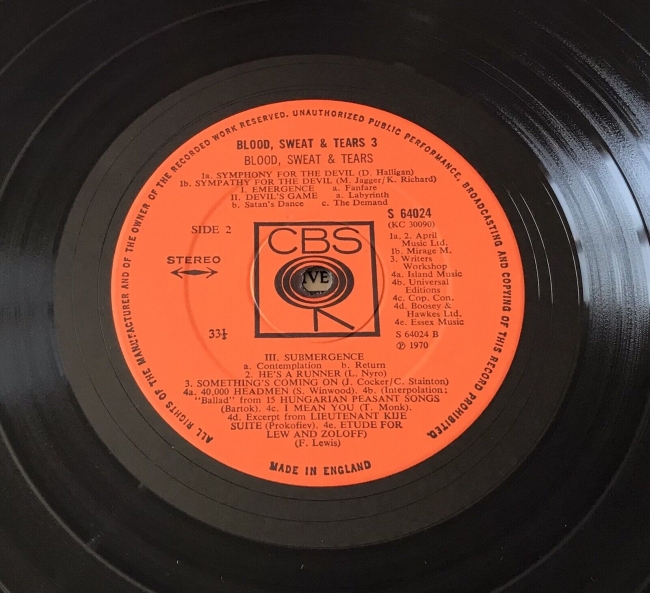 ALL RIGHTS OF THE MANUFACTURER AND OF THE OWNER OF THE RECORDED WORK RESERVED. UNAUTHORIZED PUBLIC PERFORMANCE, BROADCASTING AND COPYING OF THIS RECORD PROHIBITED.
BLOOD, SWEAT & TEARS 3
BLOOD, SWEAT & TEARS
1a. SYMPHONY FOR THE DEVIL (D. Halligan)
1b. SYMPATHY FOR THE DEVIL (M. Jagger/K. Richard)
I. EMERGENCE a. Fanfare
II. DEVIL'S GAME a. Labyrinth
b. Satan's Dance c. The Demand
SIDE 2
STEREO
33⅓
CBS
IVE
S 64024
(KC 30090)
1a. 2. April
Music Ltd.
1b. Mirage M.
3. Writers
Workshop
4a. Island Music
4b. Universal
Editions
4c. Cop. Con.
4d. Boosey &
Hawkes Ltd.
4e. Essex Music
S 64024 B
℗ 1970
III. SUBMERGENCE
a. Contemplation b. Return
2. HE'S A RUNNER (L. Nyro)
3. SOMETHING'S COMING ON (J. Cocker/C. Stainton)
4a. 40,000 HEADMEN (S. Winwood). 4b. (Interpolation:
"Ballad" from 15 HUNGARIAN PEASANT SONGS
(Bartok). 4c. I MEAN YOU (T. Monk).
4d. Excerpt from LIEUTENANT KIJE
SUITE (Prokofiev). 4e. ETUDE FOR
LEW AND ZOLOFF)
(F. Lewis)
MADE IN ENGLAND